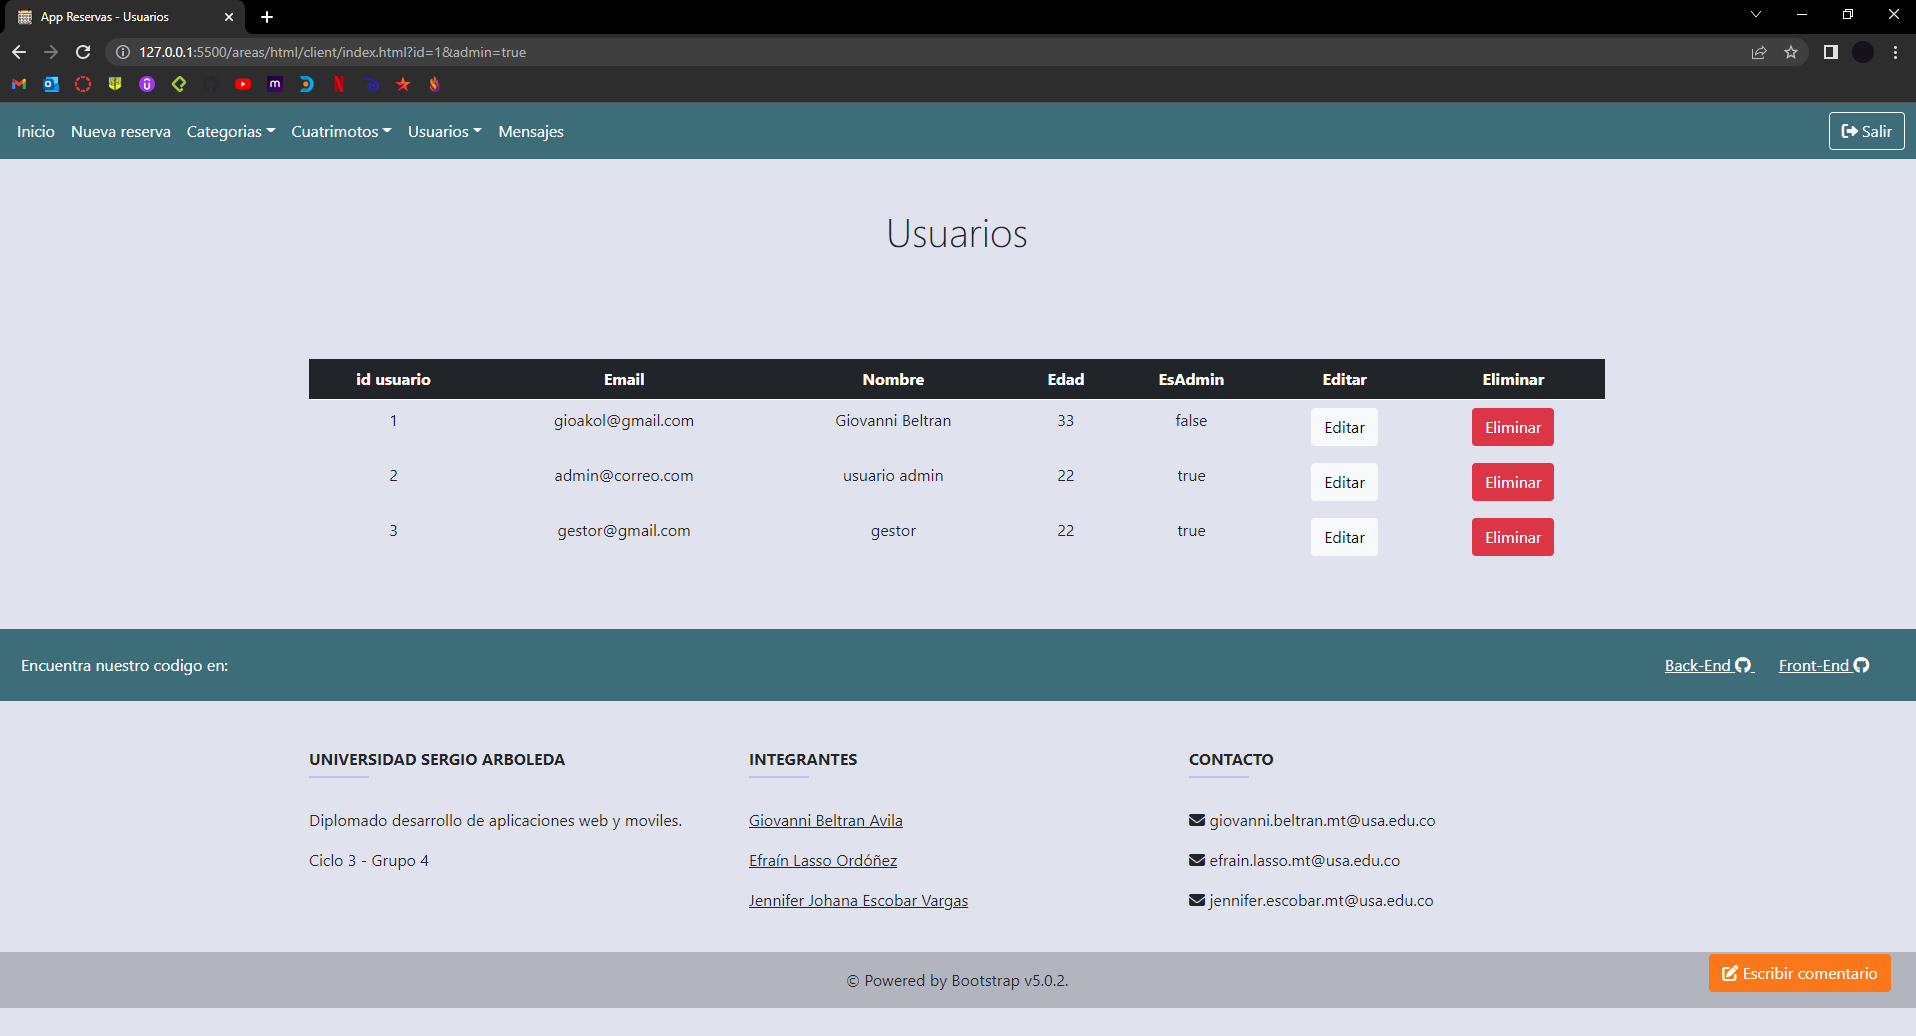 App Reservas - Usuarios
127.0.0.1:5500/areas/html/client/index.html?id=1&admin=true
Inicio Nueva reserva Categorias Cuatrimotos Usuarios Mensajes Salir
Usuarios
id usuario Email Nombre Edad EsAdmin Editar Eliminar
1 gioakol@gmail.com Giovanni Beltran 33 false Editar Eliminar
2 admin@correo.com usuario admin 22 true Editar Eliminar
3 gestor@gmail.com gestor 22 true Editar Eliminar
Encuentra nuestro codigo en: Back-End Front-End
UNIVERSIDAD SERGIO ARBOLEDA
Diplomado desarrollo de aplicaciones web y moviles.
Ciclo 3 - Grupo 4
INTEGRANTES
Giovanni Beltran Avila
Efraín Lasso Ordóñez
Jennifer Johana Escobar Vargas
CONTACTO
giovanni.beltran.mt@usa.edu.co
efrain.lasso.mt@usa.edu.co
jennifer.escobar.mt@usa.edu.co
© Powered by Bootstrap v5.0.2.
Escribir comentario